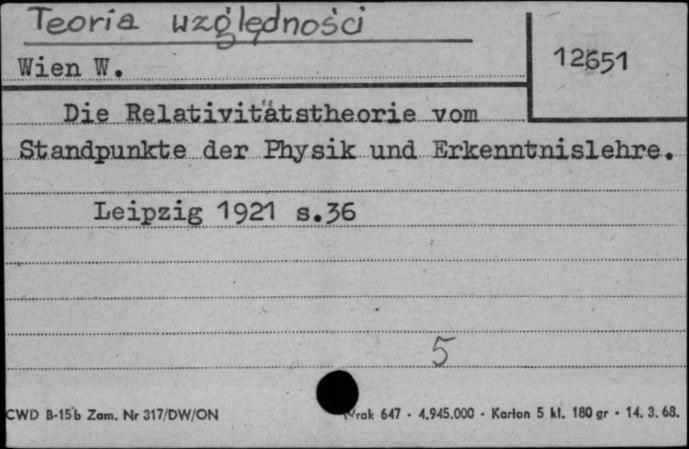 Teoria względności
Wien W.
12651
Die Relativitätstheorie vom
Standpunkte der Physik und Erkenntnislehre.
Leipzig 1921 s.36
5
CWD B-15b Zam. Nr 317/DW/ON
rak 647 - 4.945.000 - Karton 5 kl. 180 gr - 14. 3. 68.